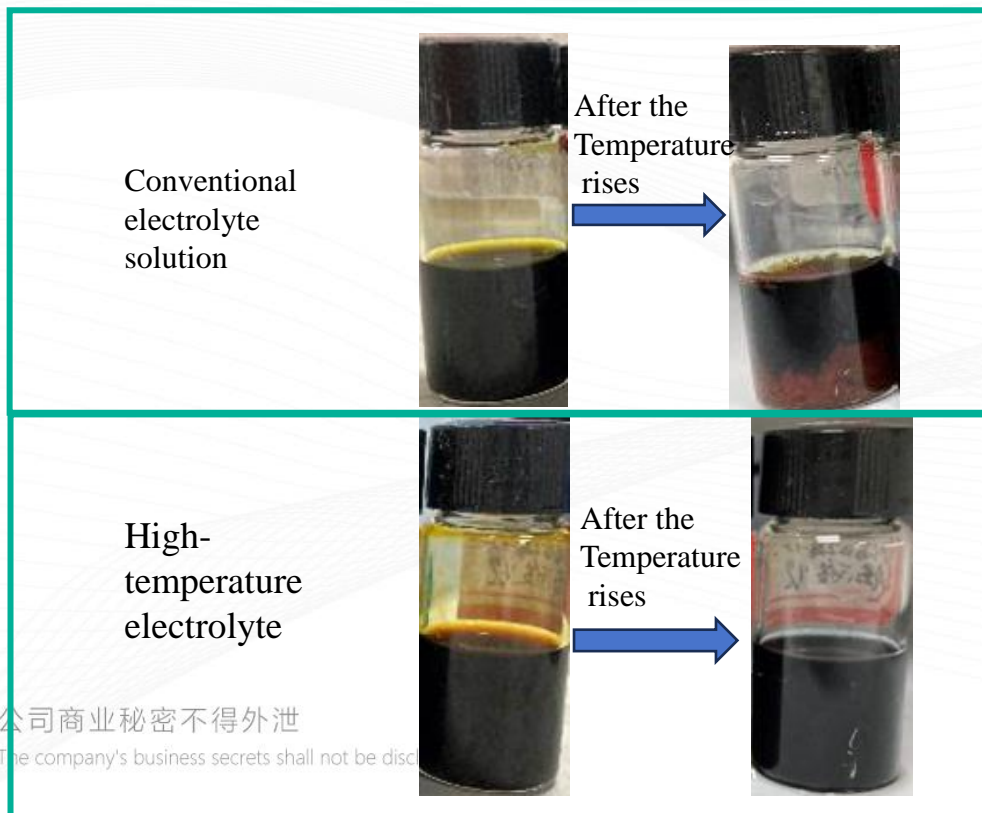 Conventional
electrolyte
solution
After the
Temperature
rises
High-
temperature
electrolyte
After the
Temperature
rises
公司商业秘密不得外泄
The company's business secrets shall not be discl